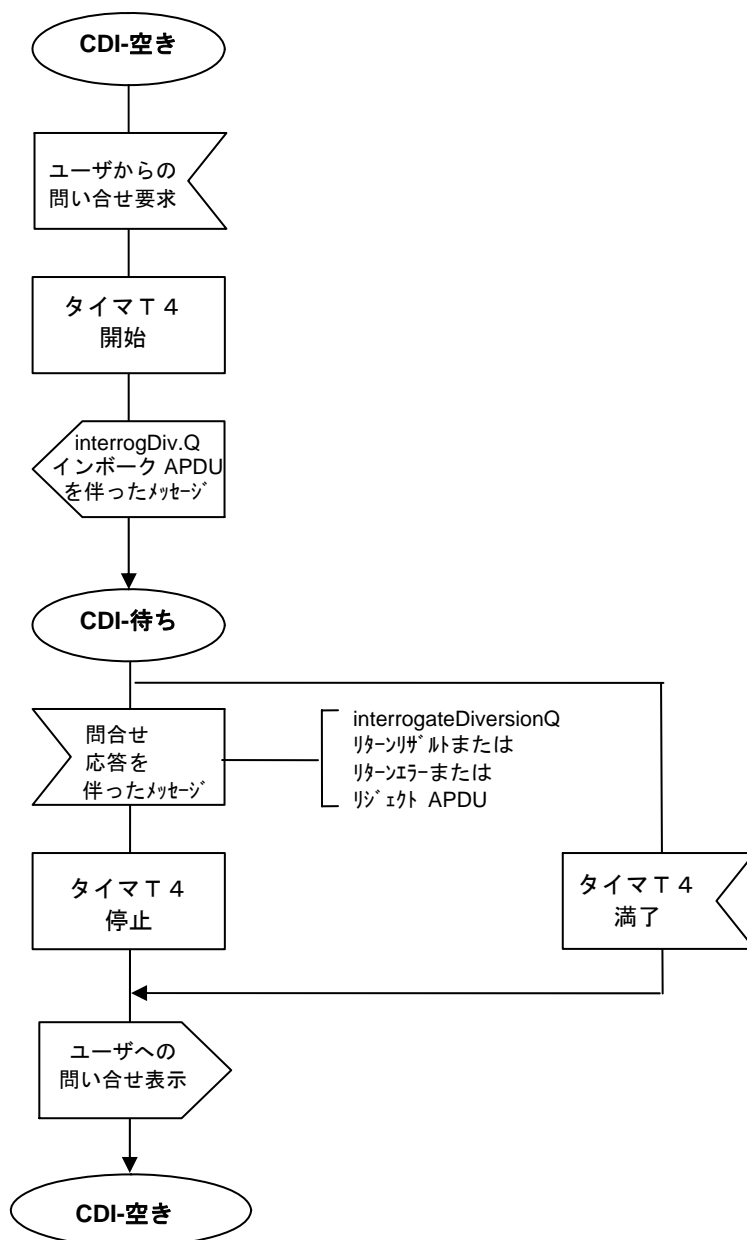 CDI-空き
ユーザからの
問い合せ要求
タイマＴ４
開始
interrogDiv.Q
インボーク APDU
を伴ったﾒｯｾｰｼﾞ
CDI-待ち
問合せ
応答を
伴ったﾒｯｾｰｼﾞ
interrogateDiversionQ
ﾘﾀｰﾝﾘｻﾞﾙﾄまたは
ﾘﾀｰﾝｴﾗｰまたは
ﾘｼﾞｪｸﾄ APDU
タイマＴ４
停止
タイマＴ４
満了
ユーザへの
問い合せ表示
CDI-空き